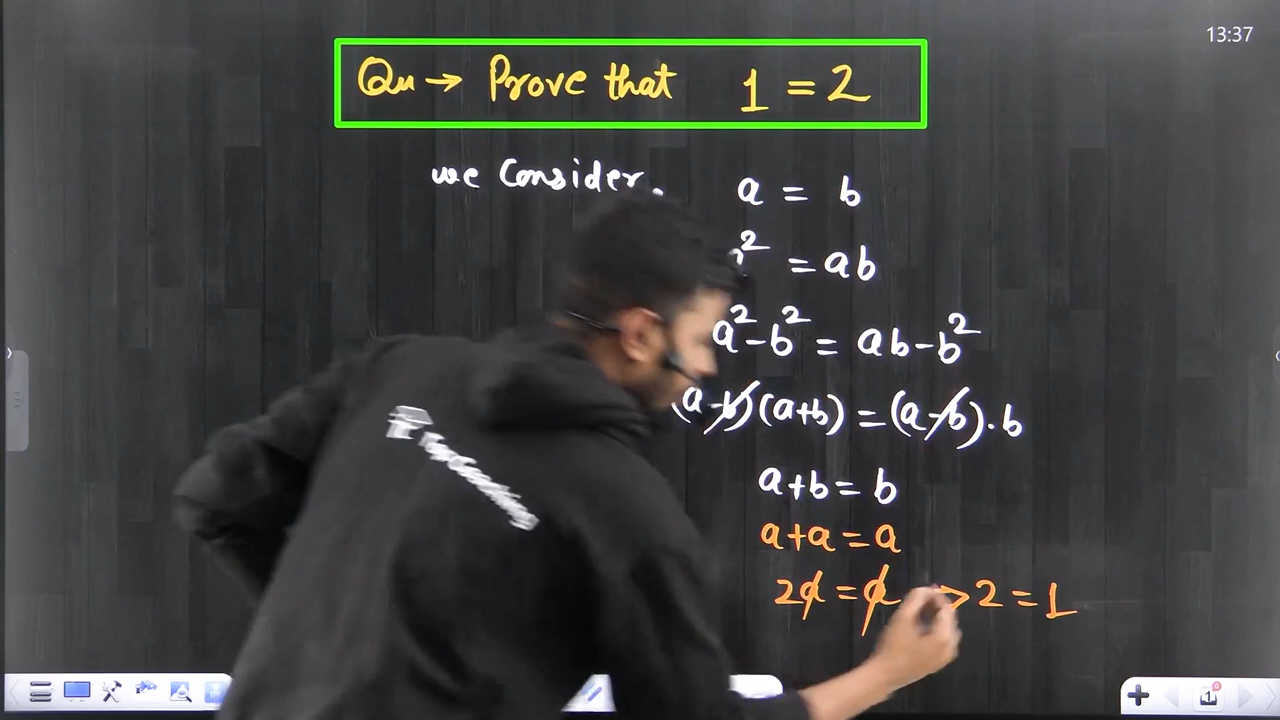 13:37
Qu → Prove that 1 = 2
we Consider, a = b
² = ab
a² - b² = ab - b²
(a - b)(a + b) = (a - b) . b
a + b = b
a + a = a
2a = a ⇒ 2 = 1